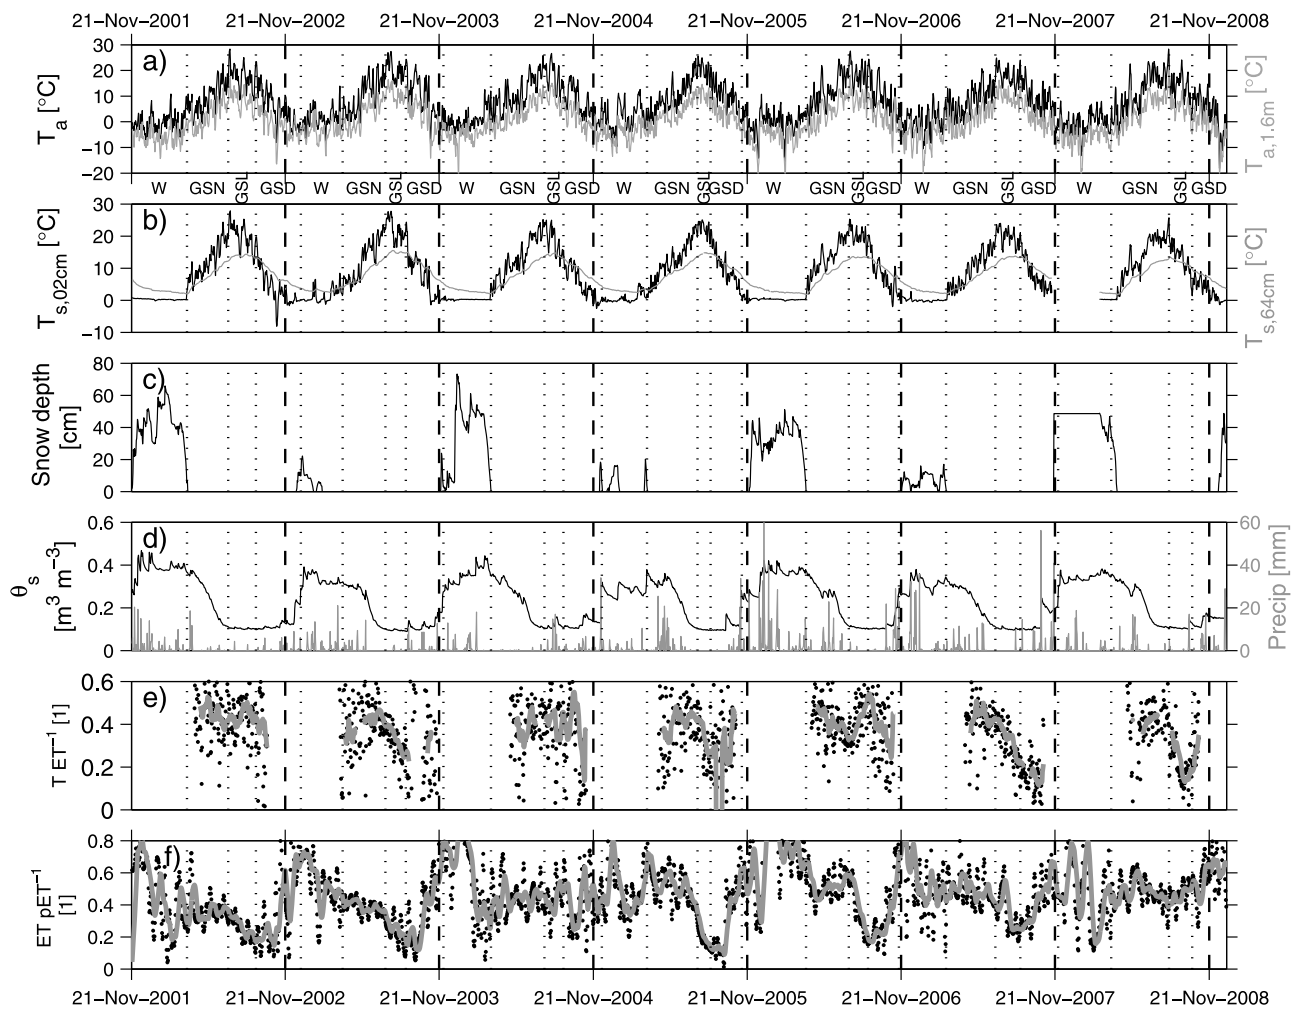 21−Nov−2001 21−Nov−2002 21−Nov−2003 21−Nov−2004 21−Nov−2005 21−Nov−2006 21−Nov−2007 21−Nov−2008
a)
30
20
10
0
−10
−20
Ta [°C]
Ta,1.6m [°C]
W GSN GSL GSD W GSN GSL GSD W GSN GSL GSD W GSN GSL GSD W GSN GSL GSD W GSN GSL GSD W GSN GSL GSD
b)
30
20
10
0
−10
Ts,02cm [°C]
Ts,64cm [°C]
c)
80
60
40
20
0
Snow depth
[cm]
d)
0.6
0.4
0.2
0
θs
[m3 m−3]
60
40
20
0
Precip [mm]
e)
0.6
0.4
0.2
0
T ET−1 [1]
f)
0.8
0.6
0.4
0.2
0
ET pET−1
[1]
21−Nov−2001 21−Nov−2002 21−Nov−2003 21−Nov−2004 21−Nov−2005 21−Nov−2006 21−Nov−2007 21−Nov−2008